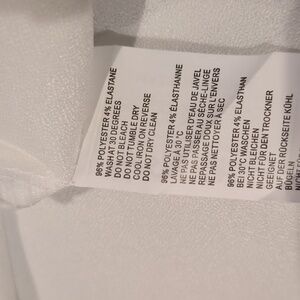 96% POLYESTER 4% ELASTANE
WASH AT 30 DEGREES
DO NOT BLEACH
DO NOT TUMBLE DRY
COOL IRON ON REVERSE
DO NOT DRY CLEAN
96% POLYESTER 4% ELASTHANNE
LAVAGE À 30°C
NE PAS UTILISER D'EAU DE JAVEL
NE PAS PASSER AU SÈCHE-LINGE
REPASSAGE DOUX SUR L'ENVERS
NE PAS NETTOYER À SEC
96% POLYESTER 4% ELASTHAN
BEI 30°C WASCHEN
NICHT BLEICHEN
NICHT FÜR DEN TROCKNER
GEEIGNET
AUF DER RÜCKSEITE KÜHL
BÜGELN